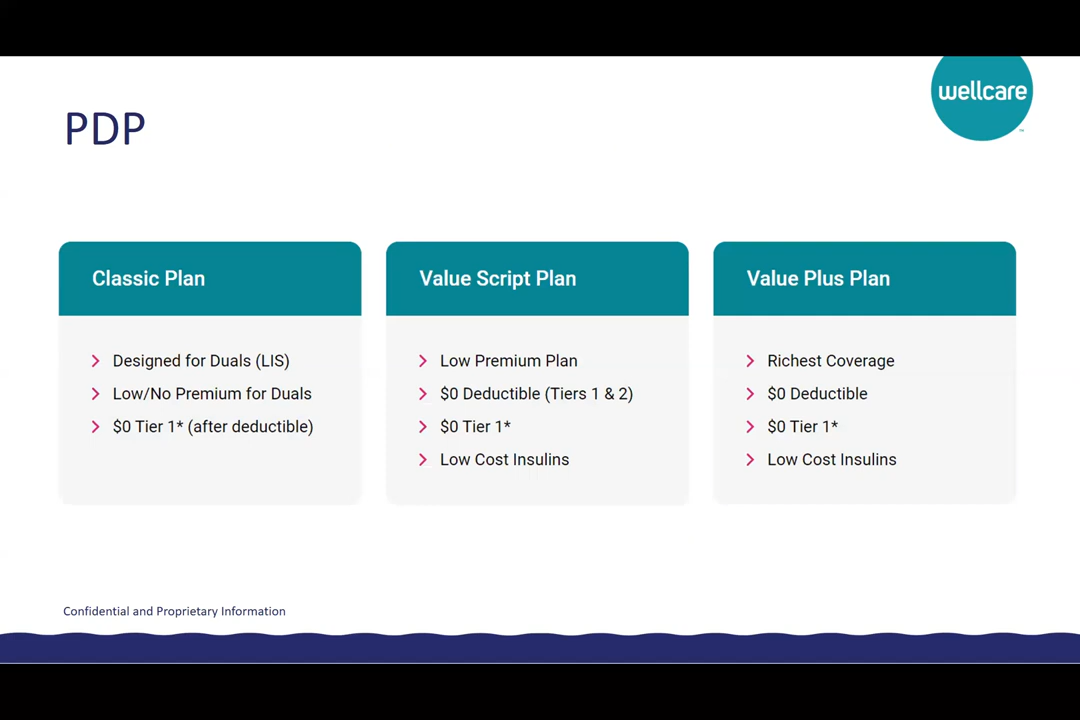 wellcare
PDP
Classic Plan
Designed for Duals (LIS)
Low/No Premium for Duals
$0 Tier 1* (after deductible)
Value Script Plan
Low Premium Plan
$0 Deductible (Tiers 1 & 2)
$0 Tier 1*
Low Cost Insulins
Value Plus Plan
Richest Coverage
$0 Deductible
$0 Tier 1*
Low Cost Insulins
Confidential and Proprietary Information